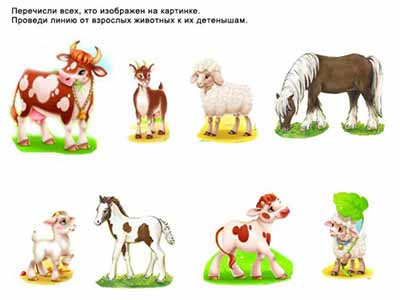 Перечисли всех, кто изображен на картинке.
Проведи линию от взрослых животных к их детенышам.